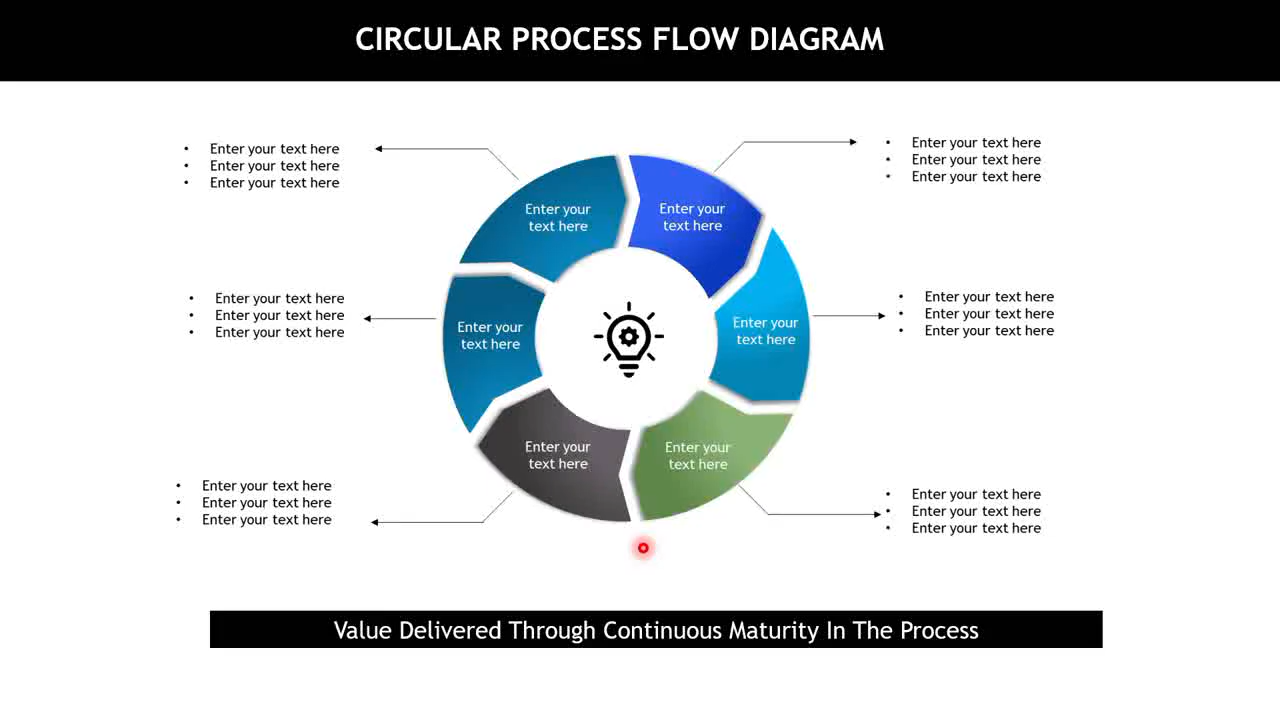 CIRCULAR PROCESS FLOW DIAGRAM
• Enter your text here
• Enter your text here
• Enter your text here
• Enter your text here
• Enter your text here
• Enter your text here
Enter your
text here
Enter your
text here
• Enter your text here
• Enter your text here
• Enter your text here
Enter your
text here
Enter your
text here
• Enter your text here
• Enter your text here
• Enter your text here
Enter your
text here
Enter your
text here
• Enter your text here
• Enter your text here
• Enter your text here
• Enter your text here
• Enter your text here
• Enter your text here
Value Delivered Through Continuous Maturity In The Process